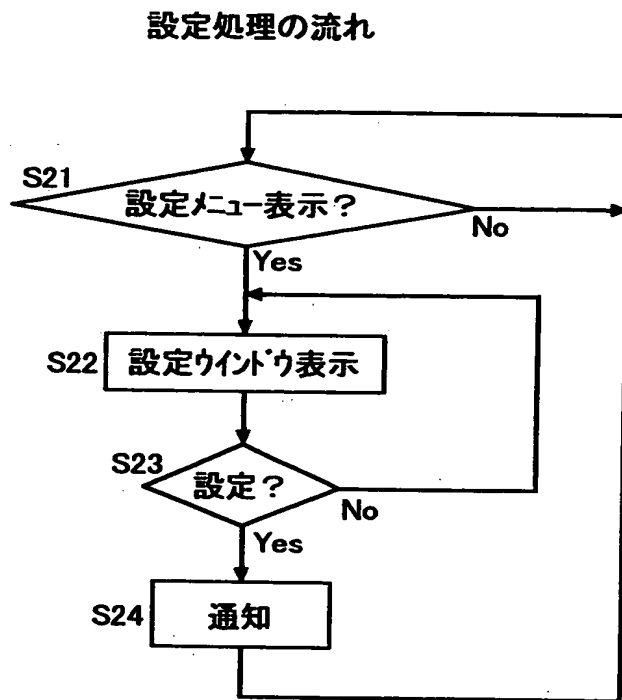 設定処理の流れ
S21
設定ﾒﾆｭｰ表示？
No
Yes
S22
設定ｳｲﾝﾄﾞｳ表示
S23
設定？
No
Yes
S24
通知